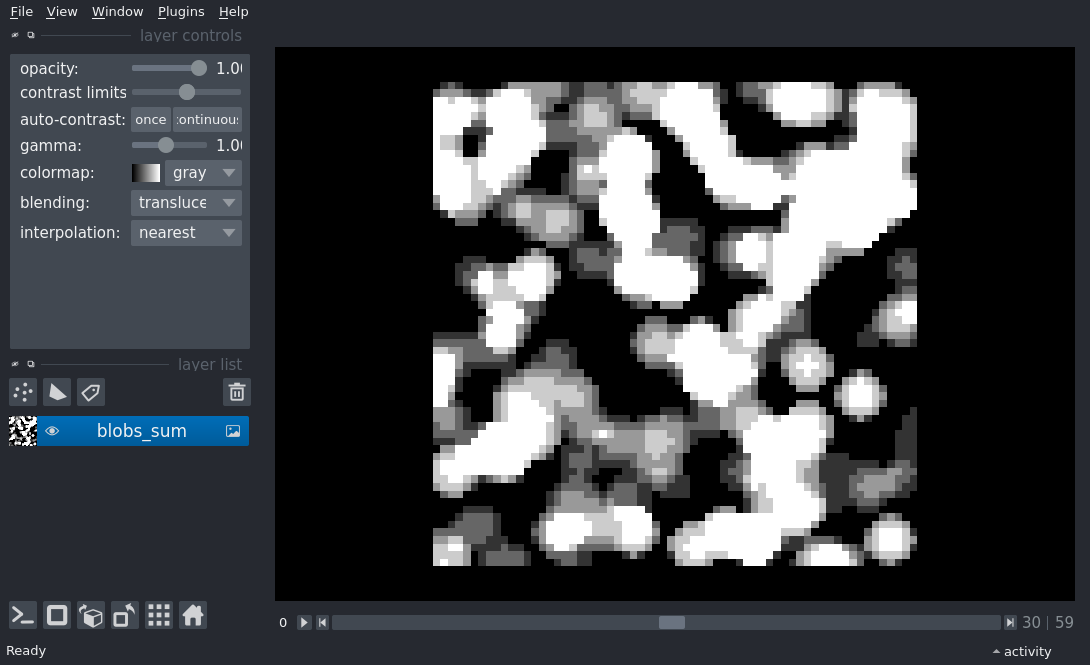 File View Window Plugins Help
layer controls
opacity: 1.0
contrast limits
auto-contrast: once continuous
gamma: 1.0
colormap: gray
blending: transluce
interpolation: nearest
layer list
blobs_sum
0 30 | 59
Ready activity